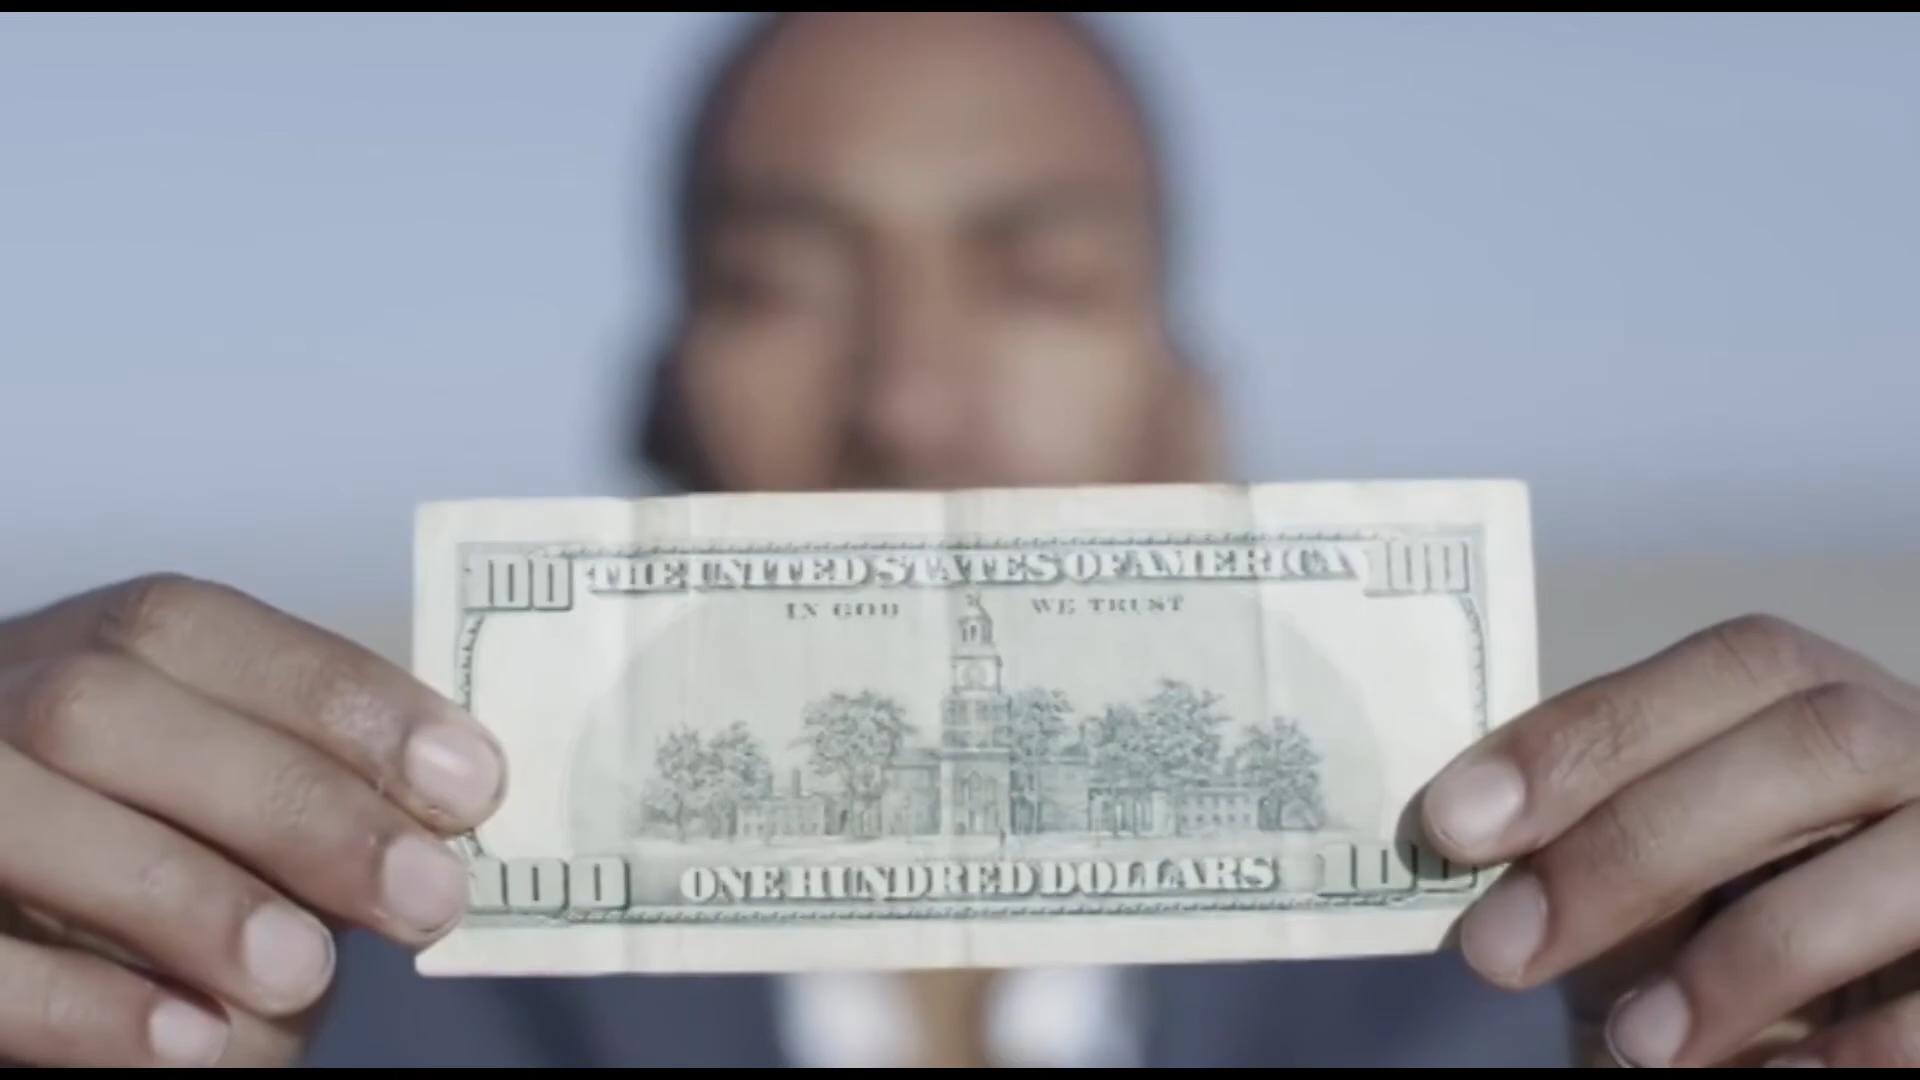 100 THE UNITED STATES OF AMERICA 100
IN GOD WE TRUST
100 ONE HUNDRED DOLLARS 100